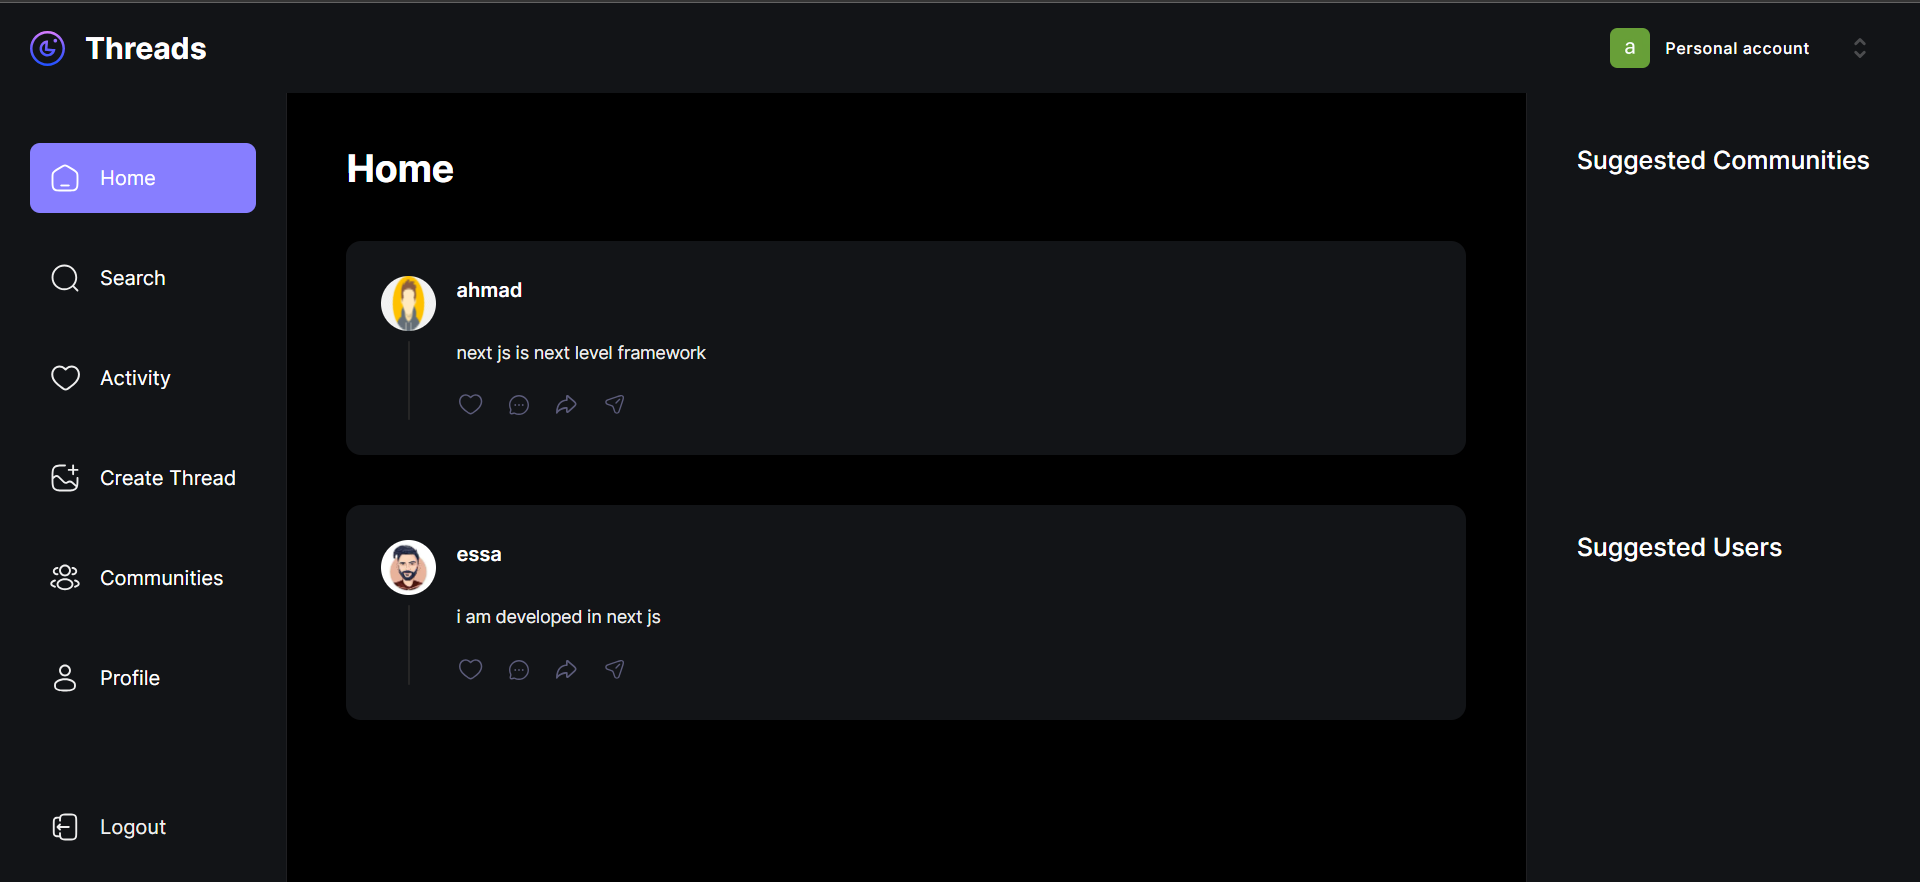 Threads
a
Personal account
Home
Search
Activity
Create Thread
Communities
Profile
Logout
Home
ahmad
next js is next level framework
essa
i am developed in next js
Suggested Communities
Suggested Users